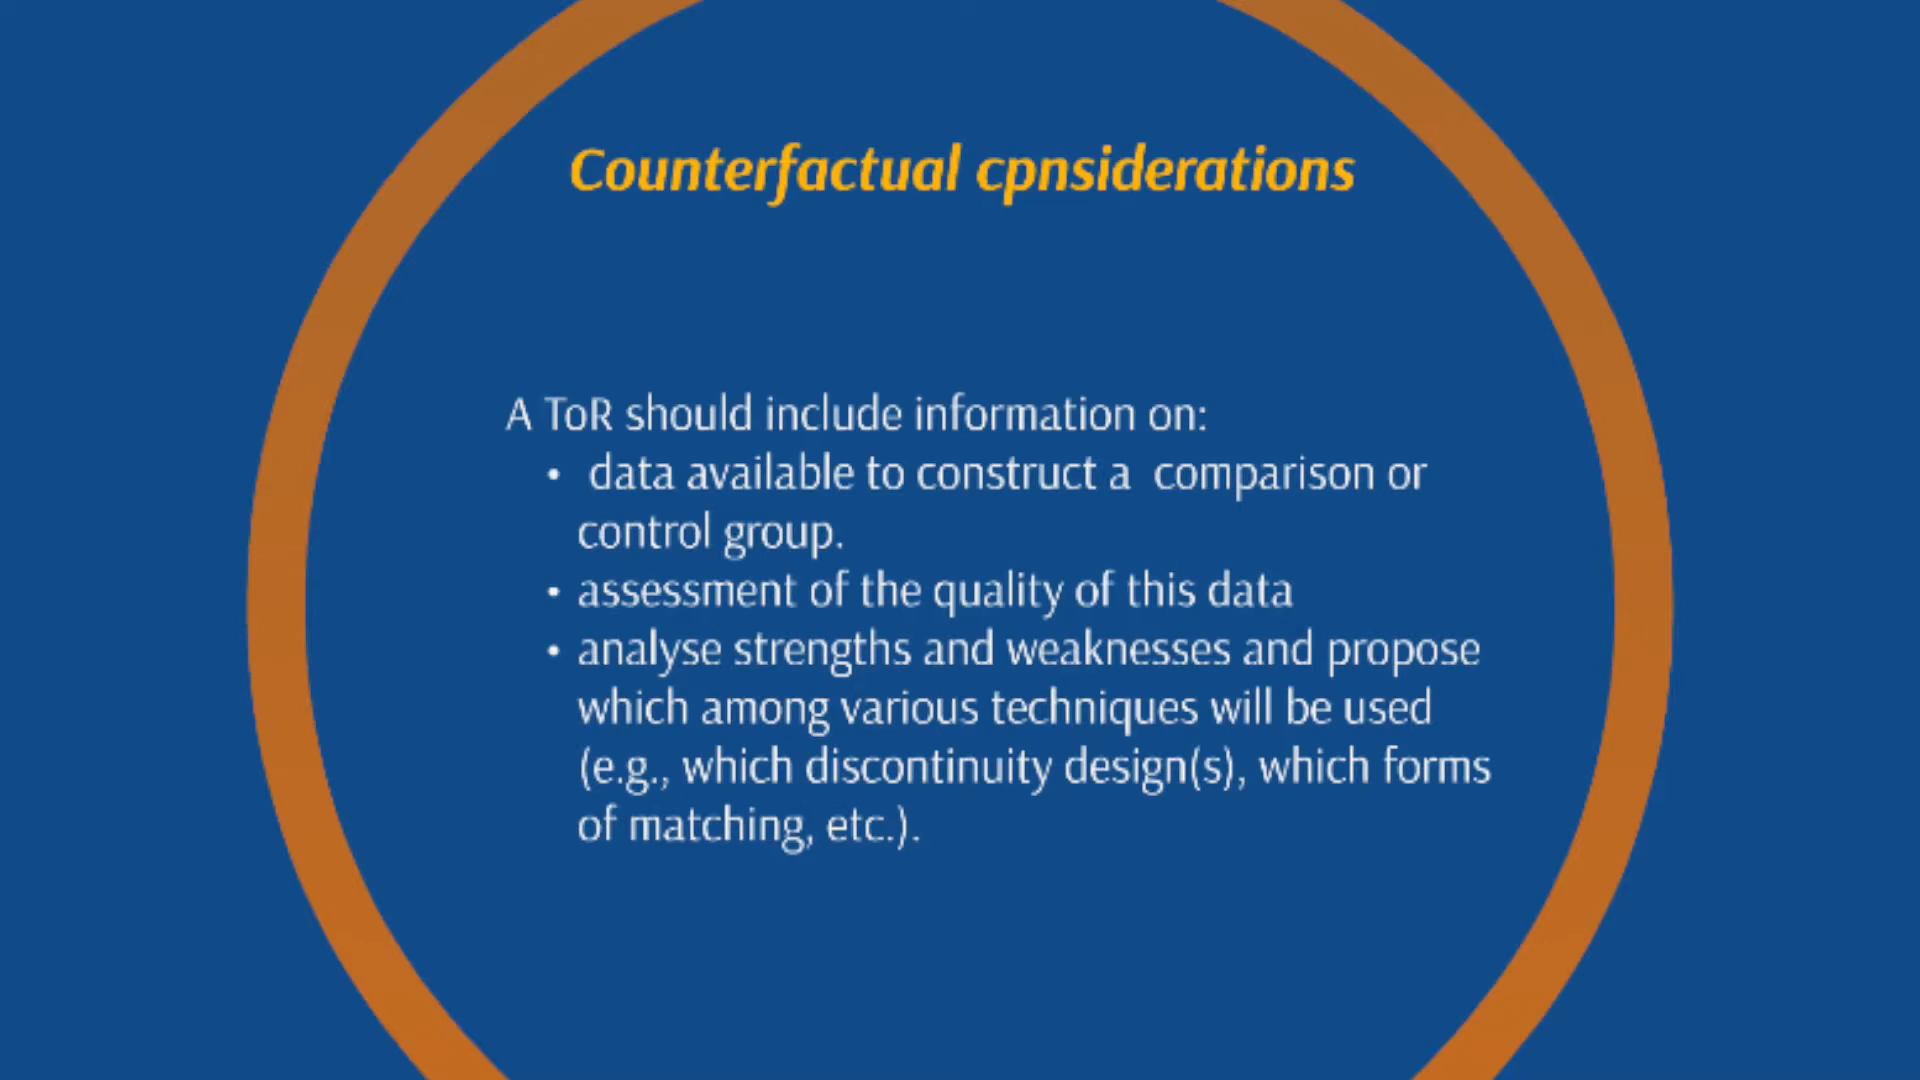 Counterfactual cpnsiderations
A ToR should include information on:
• data available to construct a comparison or
control group.
• assessment of the quality of this data
• analyse strengths and weaknesses and propose
which among various techniques will be used
(e.g., which discontinuity design(s), which forms
of matching, etc.).